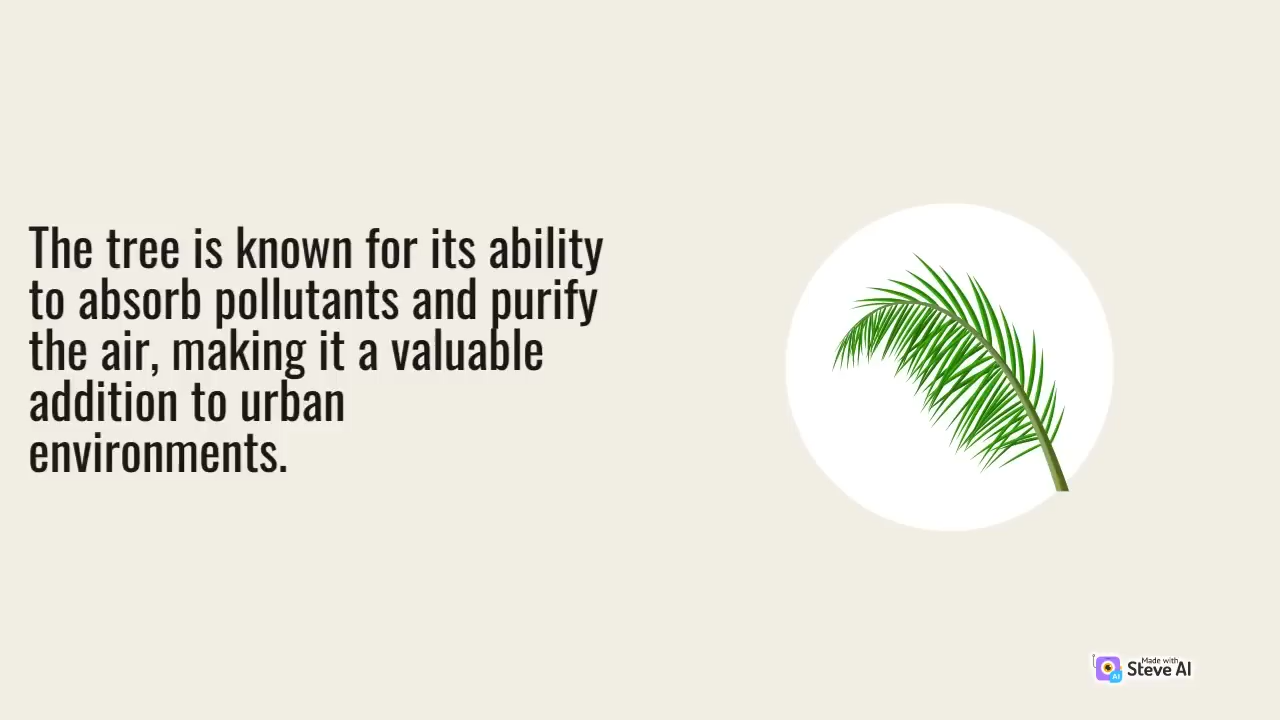 The tree is known for its ability
to absorb pollutants and purify
the air, making it a valuable
addition to urban
environments.
Made with
Steve AI
AI